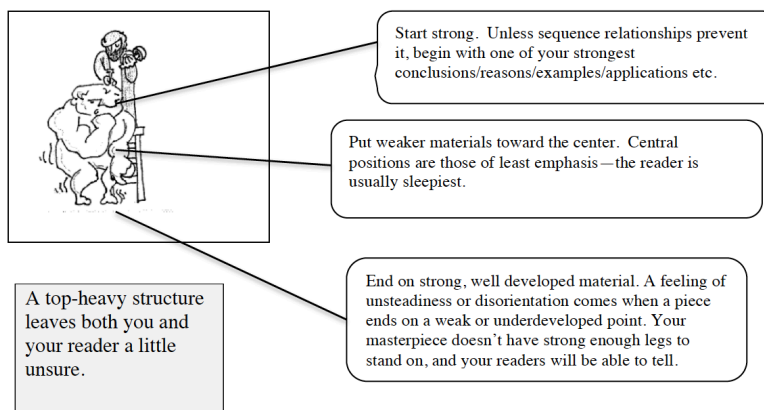 Start strong.  Unless sequence relationships prevent
it, begin with one of your strongest
conclusions/reasons/examples/applications etc.
Put weaker materials toward the center.  Central
positions are those of least emphasis—the reader is
usually sleepiest.
End on strong, well developed material. A feeling of
unsteadiness or disorientation comes when a piece
ends on a weak or underdeveloped point. Your
masterpiece doesn't have strong enough legs to
stand on, and your readers will be able to tell.
A top-heavy structure
leaves both you and
your reader a little
unsure.